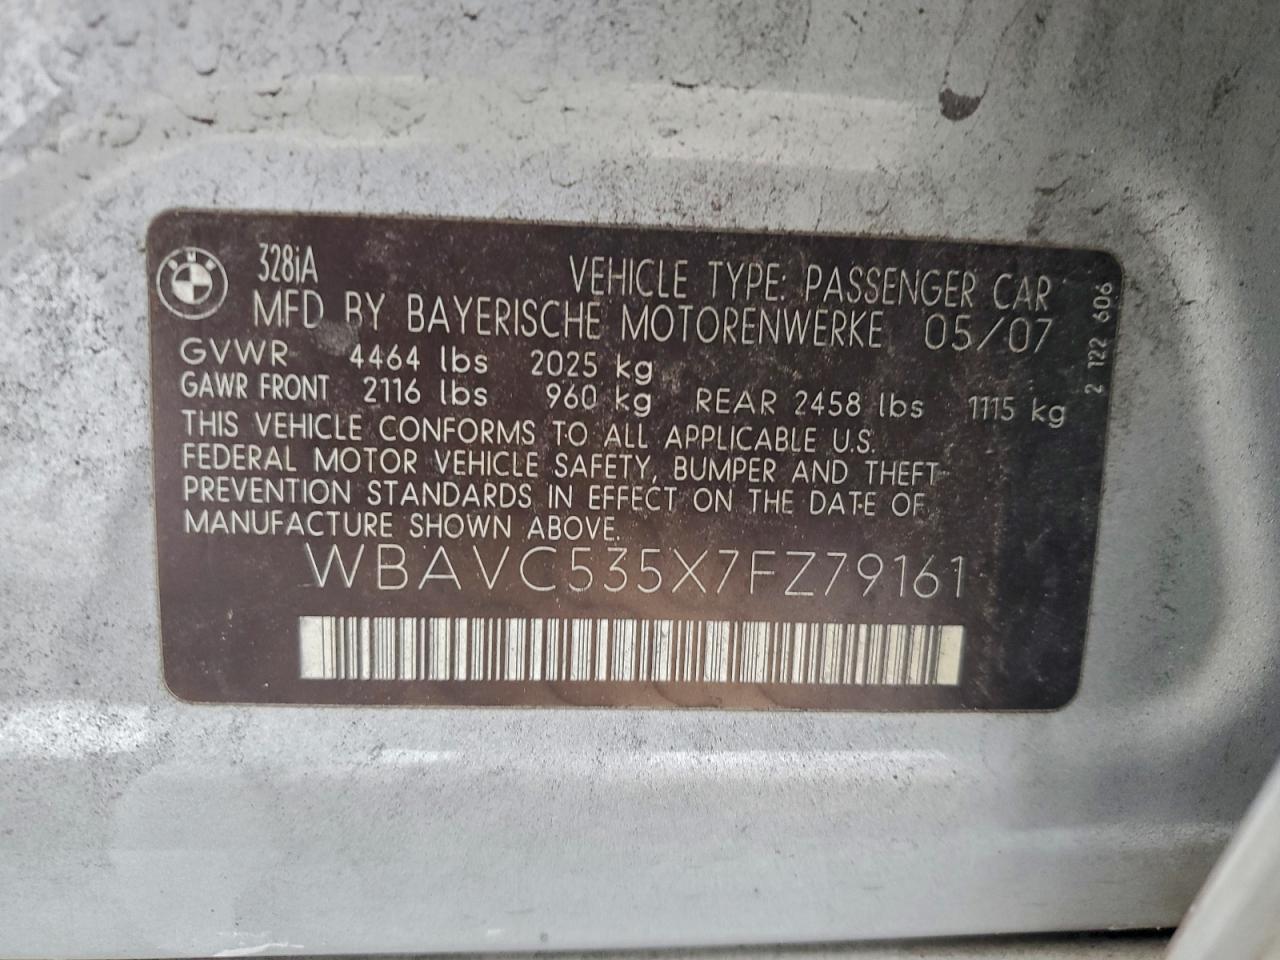 BMW
328iA
VEHICLE TYPE: PASSENGER CAR
MFD BY BAYERISCHE MOTORENWERKE 05/07
GVWR 4464 lbs 2025 kg
GAWR FRONT 2116 lbs 960 kg REAR 2458 lbs 1115 kg
THIS VEHICLE CONFORMS TO ALL APPLICABLE U.S.
FEDERAL MOTOR VEHICLE SAFETY, BUMPER AND THEFT
PREVENTION STANDARDS IN EFFECT ON THE DATE OF
MANUFACTURE SHOWN ABOVE.
WBAVC535X7FZ79161
2 122 606